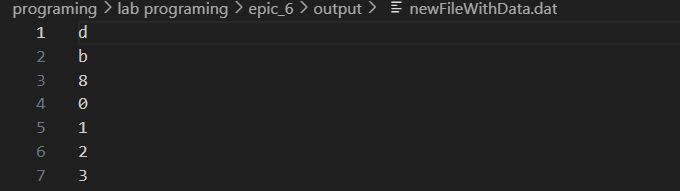 programing > lab programing > epic_6 > output > newFileWithData.dat
1 d
2 b
3 8
4 0
5 1
6 2
7 3